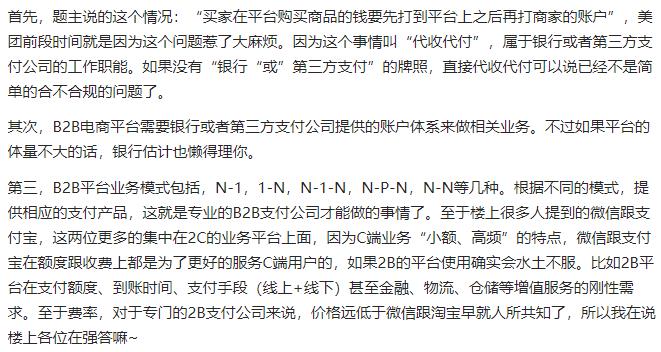 首先，题主说的这个情况：“买家在平台购买商品的钱要先打到平台上之后再打商家的账户”，美
团前段时间就是因为这个问题惹了大麻烦。因为这个事情叫“代收代付”，属于银行或者第三方支
付公司的工作职能。如果没有“银行“或”第三方支付”的牌照，直接代收代付可以说已经不是简
单的合不合规的问题了。
其次，B2B电商平台需要银行或者第三方支付公司提供的账户体系来做相关业务。不过如果平台的
体量不大的话，银行估计也懒得理你。
第三，B2B平台业务模式包括，N-1，1-N，N-1-N，N-P-N，N-N等几种。根据不同的模式，提
供相应的支付产品，这就是专业的B2B支付公司才能做的事情了。至于楼上很多人提到的微信跟支
付宝，这两位更多的集中在2C的业务平台上面，因为C端业务“小额、高频”的特点，微信跟支付
宝在额度跟收费上都是为了更好的服务C端用户的，如果2B的平台使用确实会水土不服。比如2B平
台在支付额度、到账时间、支付手段（线上+线下）甚至金融、物流、仓储等增值服务的刚性需
求。至于费率，对于专门的2B支付公司来说，价格远低于微信跟淘宝早就人所共知了，所以我在说
楼上各位在强答嘛~